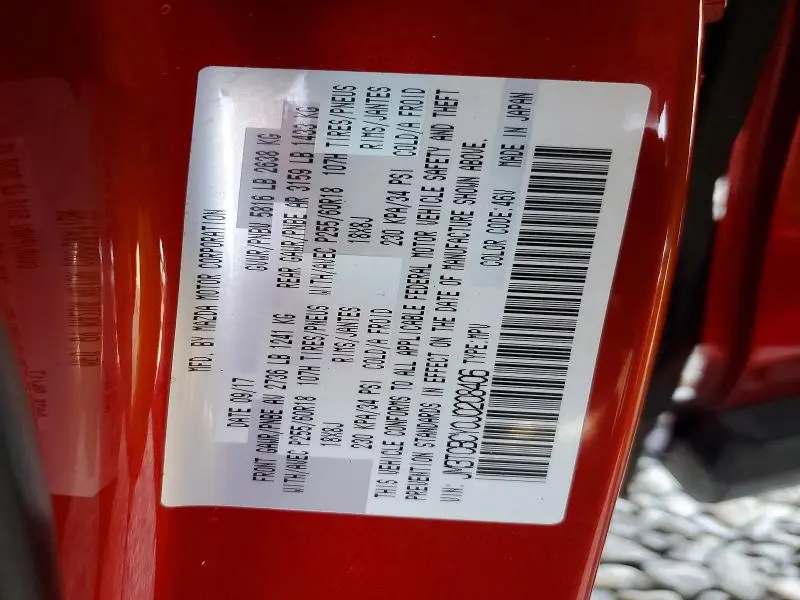 MFD. BY MAZDA MOTOR CORPORATION
DATE 09/17 GVWR/PNBV 5816 LB 2638 KG
FRONT GAWR/PNBE AV 2736 LB 1241 KG REAR GAWR/PNBE AR 3159 LB 1433 KG
WITH/AVEC P255/60R18 107H TIRES/PNEUS WITH/AVEC P255/60R18 107H TIRES/PNEUS
18X8J RIMS/JANTES 18X8J RIMS/JANTES
230 KPA/34 PSI COLD/A FROID 230 KPA/34 PSI COLD/A FROID
THIS VEHICLE CONFORMS TO ALL APPLICABLE FEDERAL MOTOR VEHICLE SAFETY AND THEFT
PREVENTION STANDARDS IN EFFECT ON THE DATE OF MANUFACTURE SHOWN ABOVE.
VIN: JM3TCBCYXJ0208406 TYPE:MPV COLOR CODE:46V MADE IN JAPAN